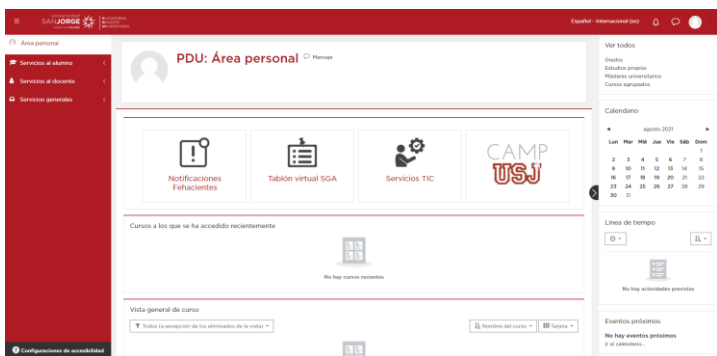 universidad
SANJORGE
Plataforma
Docente
Universitaria
Español - Internacional (es)
Área personal
Servicios al alumno
Servicios al docente
Servicios generales
Configuraciones de accesibilidad
PDU: Área personal Mensaje
Notificaciones
Fehacientes
Tablón virtual SGA
Servicios TIC
CAMP
USJ
Cursos a los que se ha accedido recientemente
No hay cursos recientes
Vista general de curso
Todos (a excepción de los eliminados de la vista)
Nombre del curso
Tarjeta
Ver todos
Grados
Estudios propios
Másteres universitarios
Cursos agrupados
Calendario
◄ agosto 2021 ►
Lun Mar Mié Jue Vie Sáb Dom
1
2 3 4 5 6 7 8
9 10 11 12 13 14 15
16 17 18 19 20 21 22
23 24 25 26 27 28 29
30 31
Línea de tiempo
No hay actividades previstas
Eventos próximos
No hay eventos próximos
Ir al calendario...